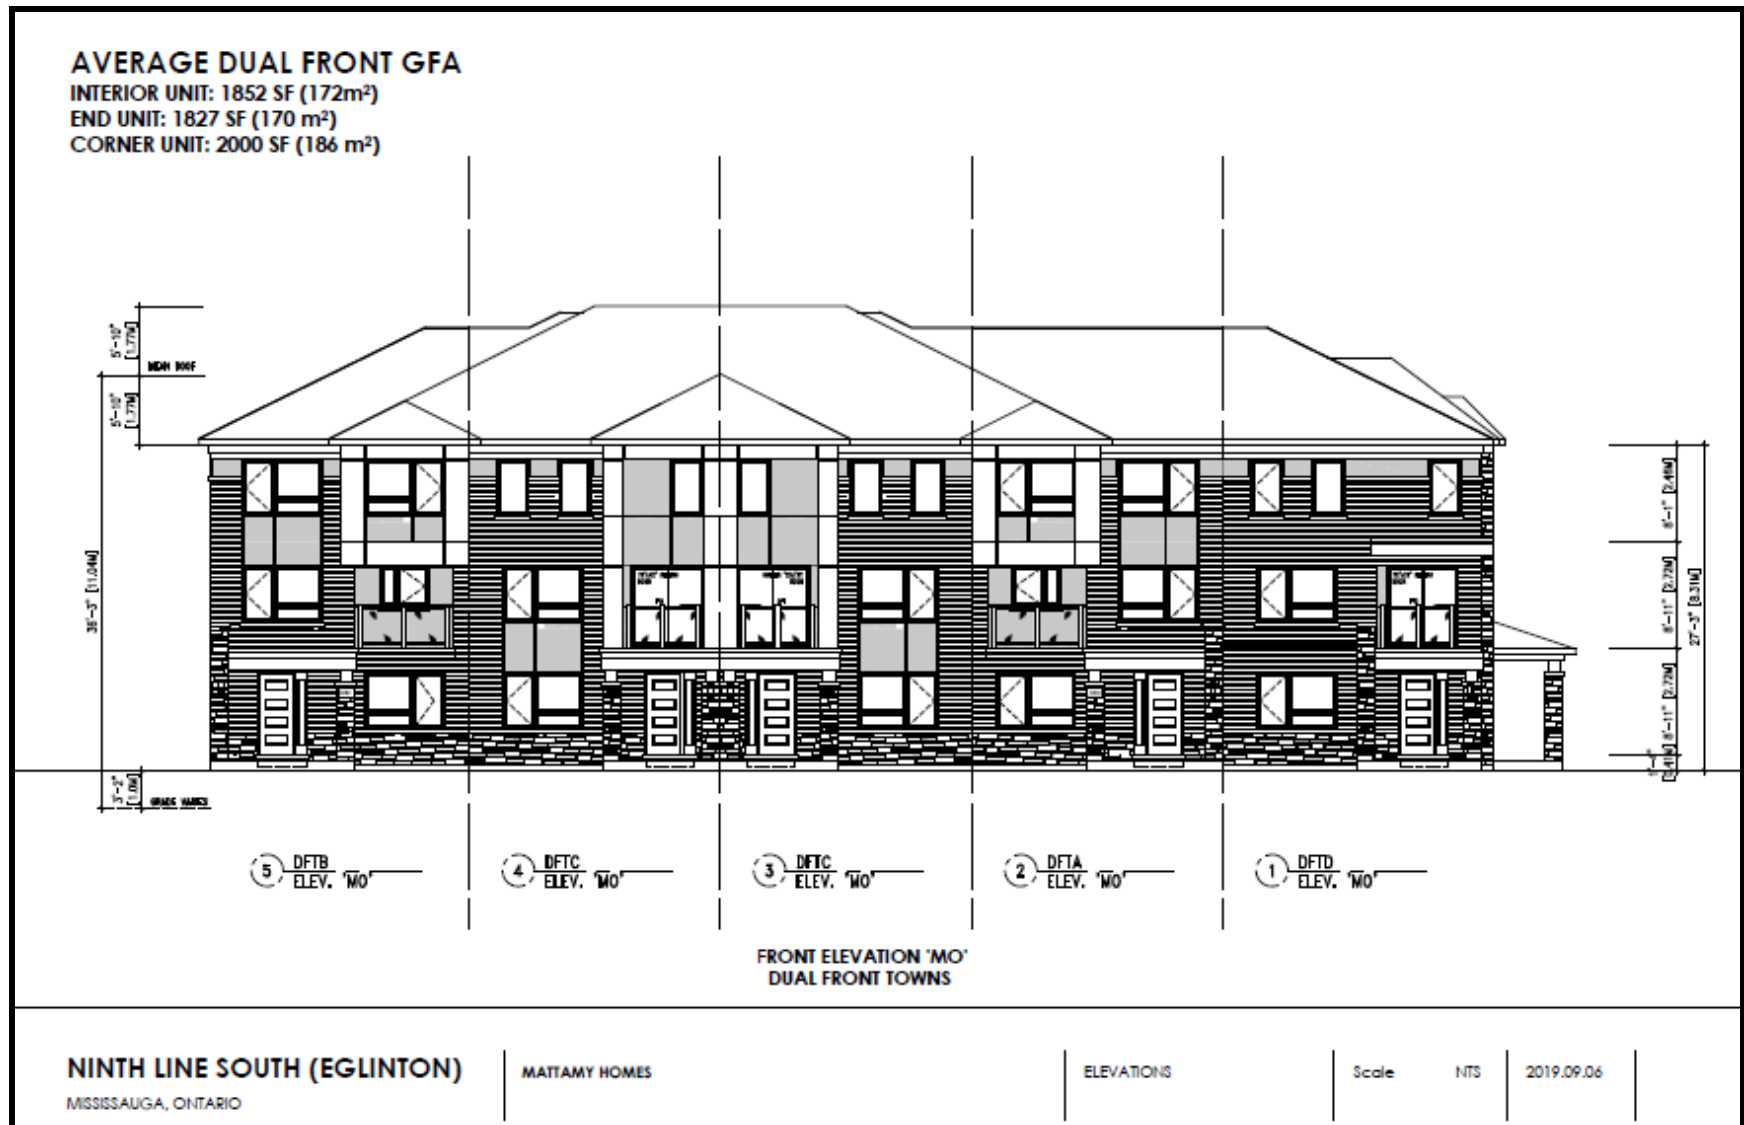 AVERAGE DUAL FRONT GFA
INTERIOR UNIT: 1852 SF (172m²)
END UNIT: 1827 SF (170 m²)
CORNER UNIT: 2000 SF (186 m²)
5'-10"
[1.77M]
MEAN ROOF
5'-10"
[1.77M]
36'-3" [11.04M]
3'-2"
[1.0M]
GRADE VARIES
8'-1" [2.46M]
8'-11" [2.72M]
27'-3" [8.31M]
8'-11" [2.72M]
5 DFTB
ELEV. 'MO'
4 DFTC
ELEV. 'MO'
3 DFTC
ELEV. 'MO'
2 DFTA
ELEV. 'MO'
1 DFTD
ELEV. 'MO'
FRONT ELEVATION 'MO'
DUAL FRONT TOWNS
NINTH LINE SOUTH (EGLINTON)
MISSISSAUGA, ONTARIO
MATTAMY HOMES
ELEVATIONS
Scale NTS
2019.09.06